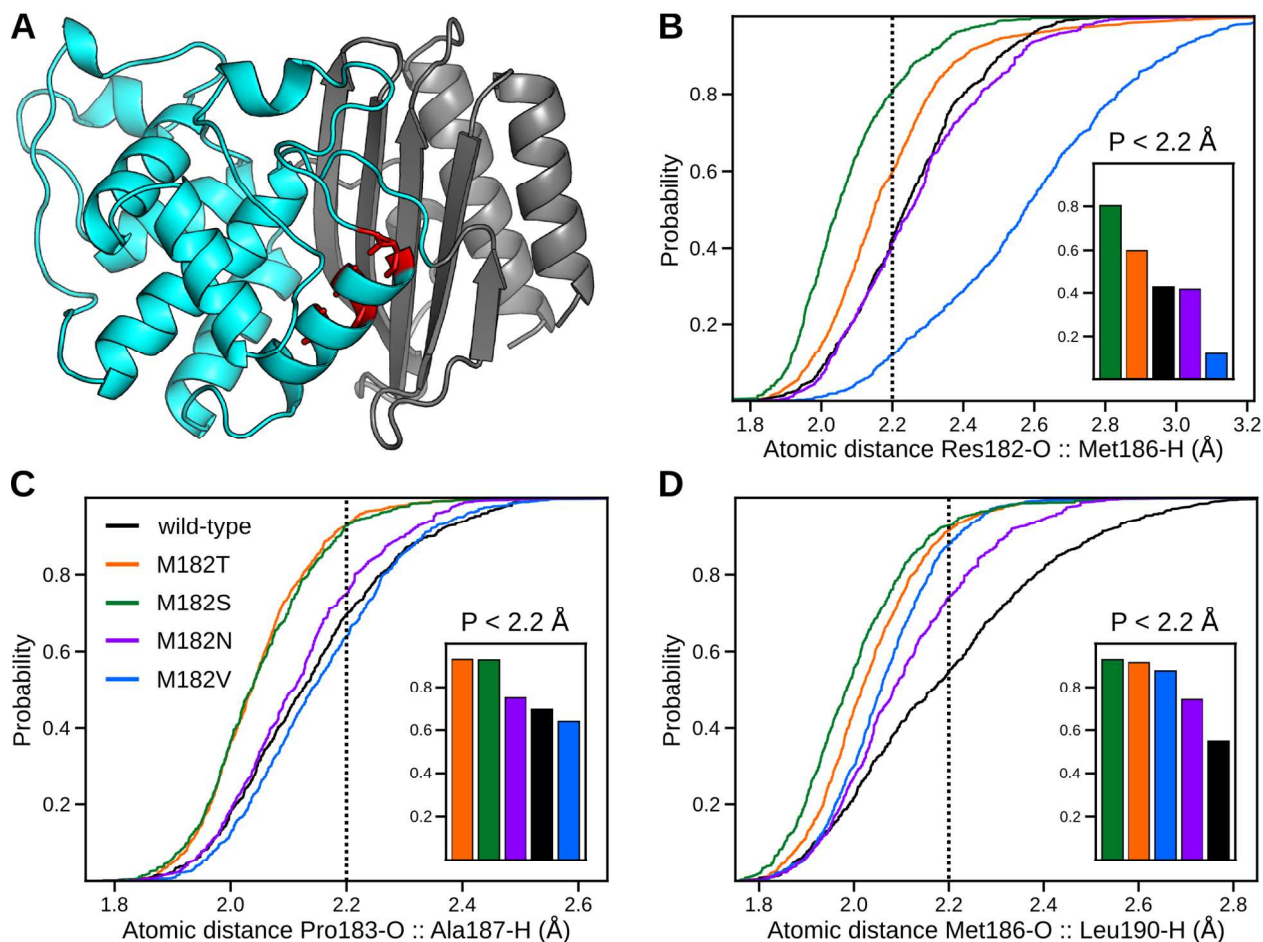 A
B
0.8
0.6
0.4
0.2
Probability
P < 2.2 Å
0.8
0.6
0.4
0.2
1.8 2.0 2.2 2.4 2.6 2.8 3.0 3.2
Atomic distance Res182-O :: Met186-H (Å)
C
wild-type
M182T
M182S
M182N
M182V
0.8
0.6
0.4
0.2
Probability
P < 2.2 Å
0.8
0.6
0.4
0.2
1.8 2.0 2.2 2.4 2.6
Atomic distance Pro183-O :: Ala187-H (Å)
D
0.8
0.6
0.4
0.2
Probability
P < 2.2 Å
0.8
0.6
0.4
0.2
1.8 2.0 2.2 2.4 2.6 2.8
Atomic distance Met186-O :: Leu190-H (Å)